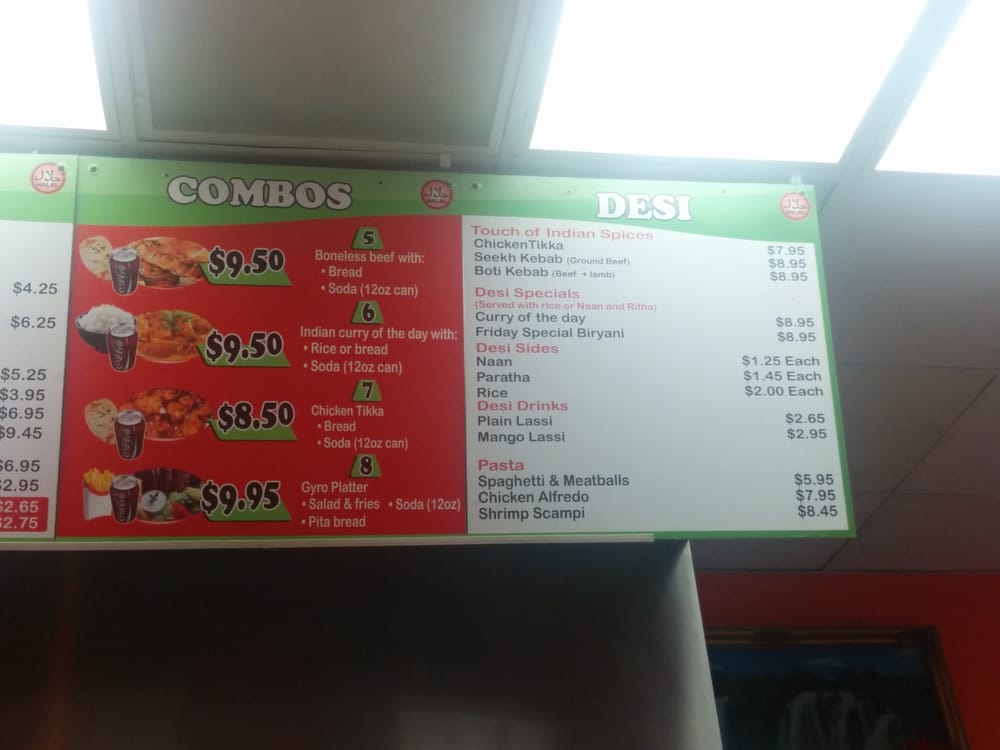 $4.25
$6.25
$5.25
$3.95
$6.95
$9.45
$6.95
$2.95
$2.65
$2.75
حلال
HALAL
COMBOS
حلال
HALAL
$9.50
5
Boneless beef with:
• Bread
• Soda (12oz can)
$9.50
6
Indian curry of the day with:
• Rice or bread
• Soda (12oz can)
$8.50
7
Chicken Tikka
• Bread
• Soda (12oz can)
$9.95
8
Gyro Platter
• Salad & fries • Soda (12oz)
• Pita bread
DESI
حلال
HALAL
Touch of Indian Spices
ChickenTikka $7.95
Seekh Kebab (Ground Beef) $8.95
Boti Kebab (Beef + lamb) $8.95
Desi Specials
(Served with rice or Naan and Ritha)
Curry of the day $8.95
Friday Special Biryani $8.95
Desi Sides
Naan $1.25 Each
Paratha $1.45 Each
Rice $2.00 Each
Desi Drinks
Plain Lassi $2.65
Mango Lassi $2.95
Pasta
Spaghetti & Meatballs $5.95
Chicken Alfredo $7.95
Shrimp Scampi $8.45